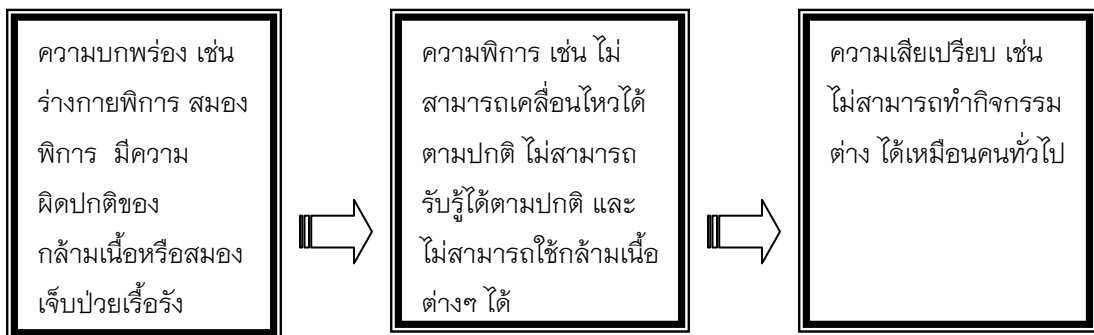 ความบกพร่อง เช่น
ร่างกายพิการ สมอง
พิการ  มีความ
ผิดปกติของ
กล้ามเนื้อหรือสมอง
เจ็บป่วยเรื้อรัง
ความพิการ เช่น ไม่
สามารถเคลื่อนไหวได้
ตามปกติ ไม่สามารถ
รับรู้ได้ตามปกติ และ
ไม่สามารถใช้กล้ามเนื้อ
ต่างๆ ได้
ความเสียเปรียบ เช่น
ไม่สามารถทำกิจกรรม
ต่าง ได้เหมือนคนทั่วไป